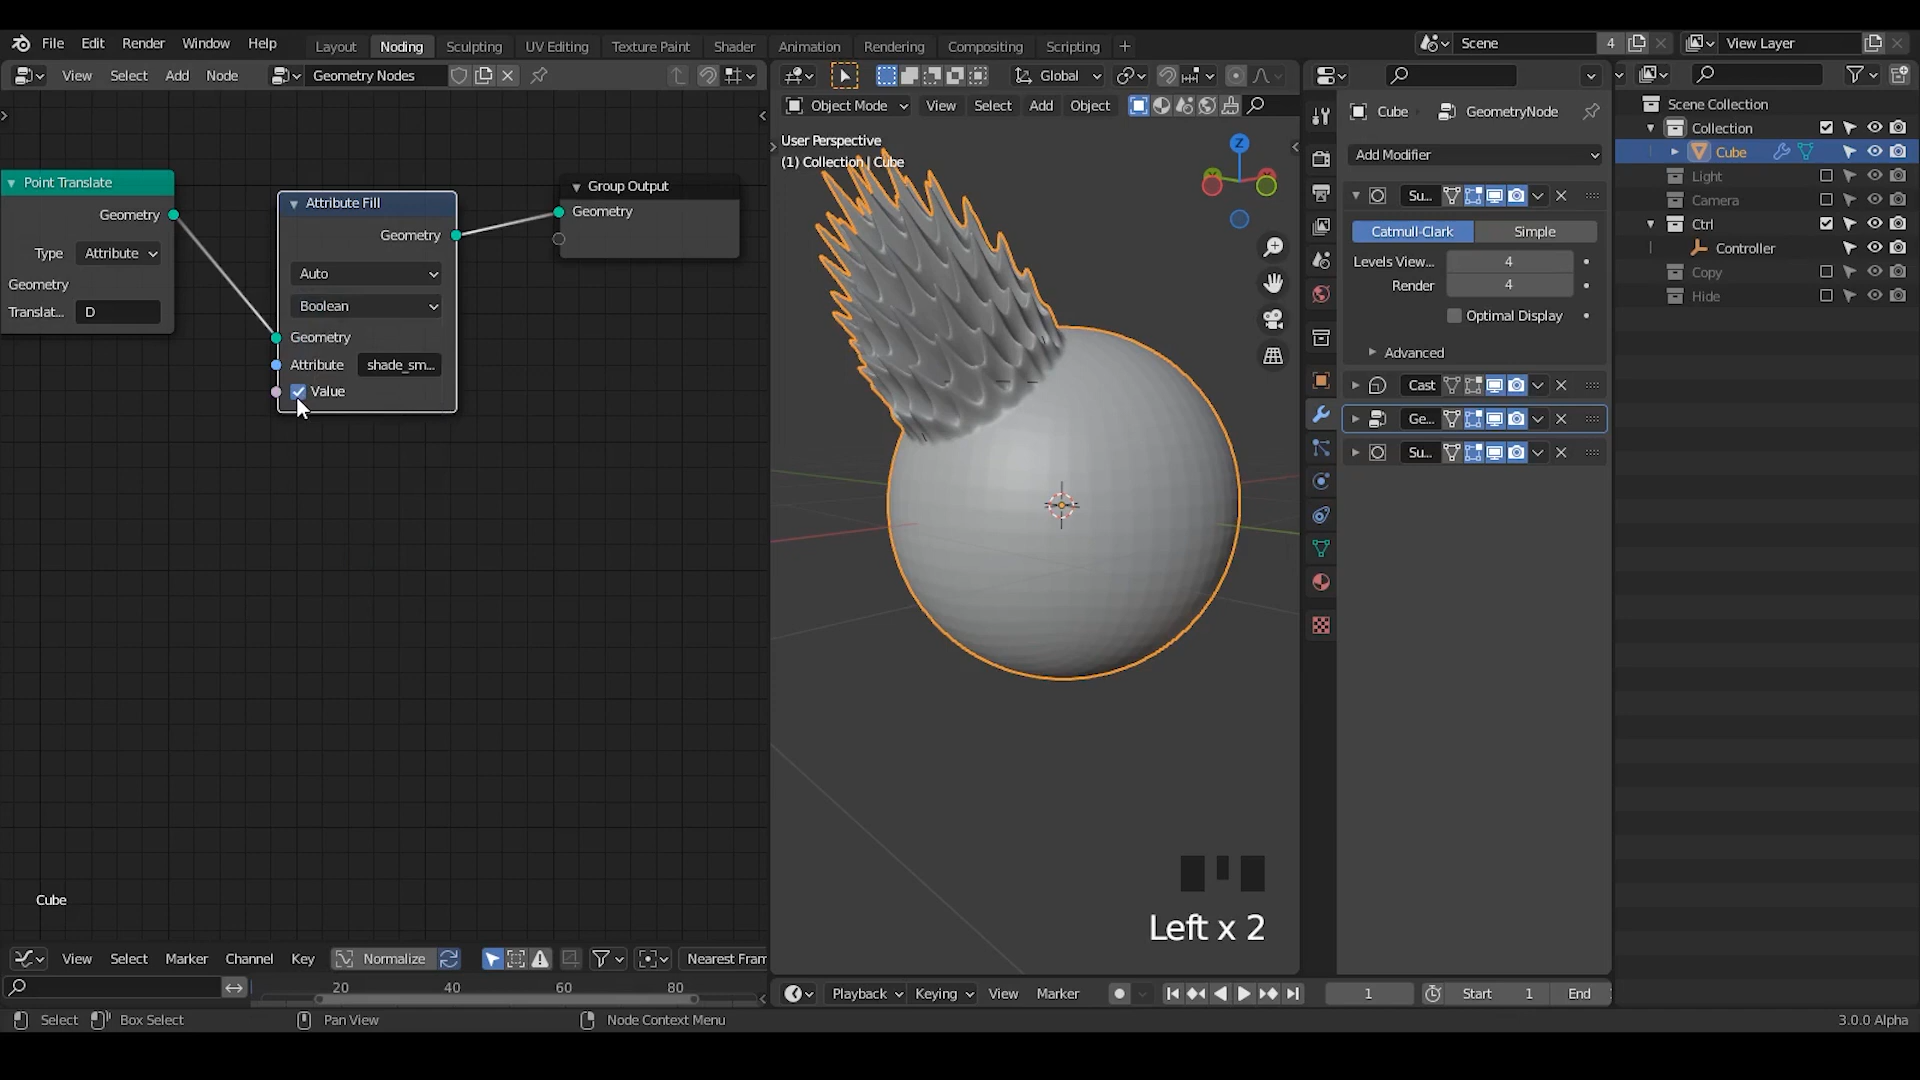 File Edit Render Window Help Layout Noding Sculpting UV Editing Texture Paint Shader Animation Rendering Compositing Scripting + Scene 4 View Layer
View Select Add Node Geometry Nodes Global
Object Mode View Select Add Object Cube GeometryNode Scene Collection
Collection
User Perspective
(1) Collection | Cube
Add Modifier
Cube
Light
Camera
Ctrl
Controller
Copy
Hide
Point Translate
Geometry
Type Attribute
Geometry
Translat... D
Attribute Fill
Geometry
Auto
Boolean
Geometry
Attribute shade_sm...
Value
Group Output
Geometry
Z
Su...
Catmull-Clark Simple
Levels View... 4
Render 4
Optimal Display
Advanced
Cast
Ge...
Su...
Left x 2
Cube
View Select Marker Channel Key Normalize Nearest Fram
20 40 60 80
Playback Keying View Marker 1 Start 1 End
Select Box Select Pan View Node Context Menu 3.0.0 Alpha